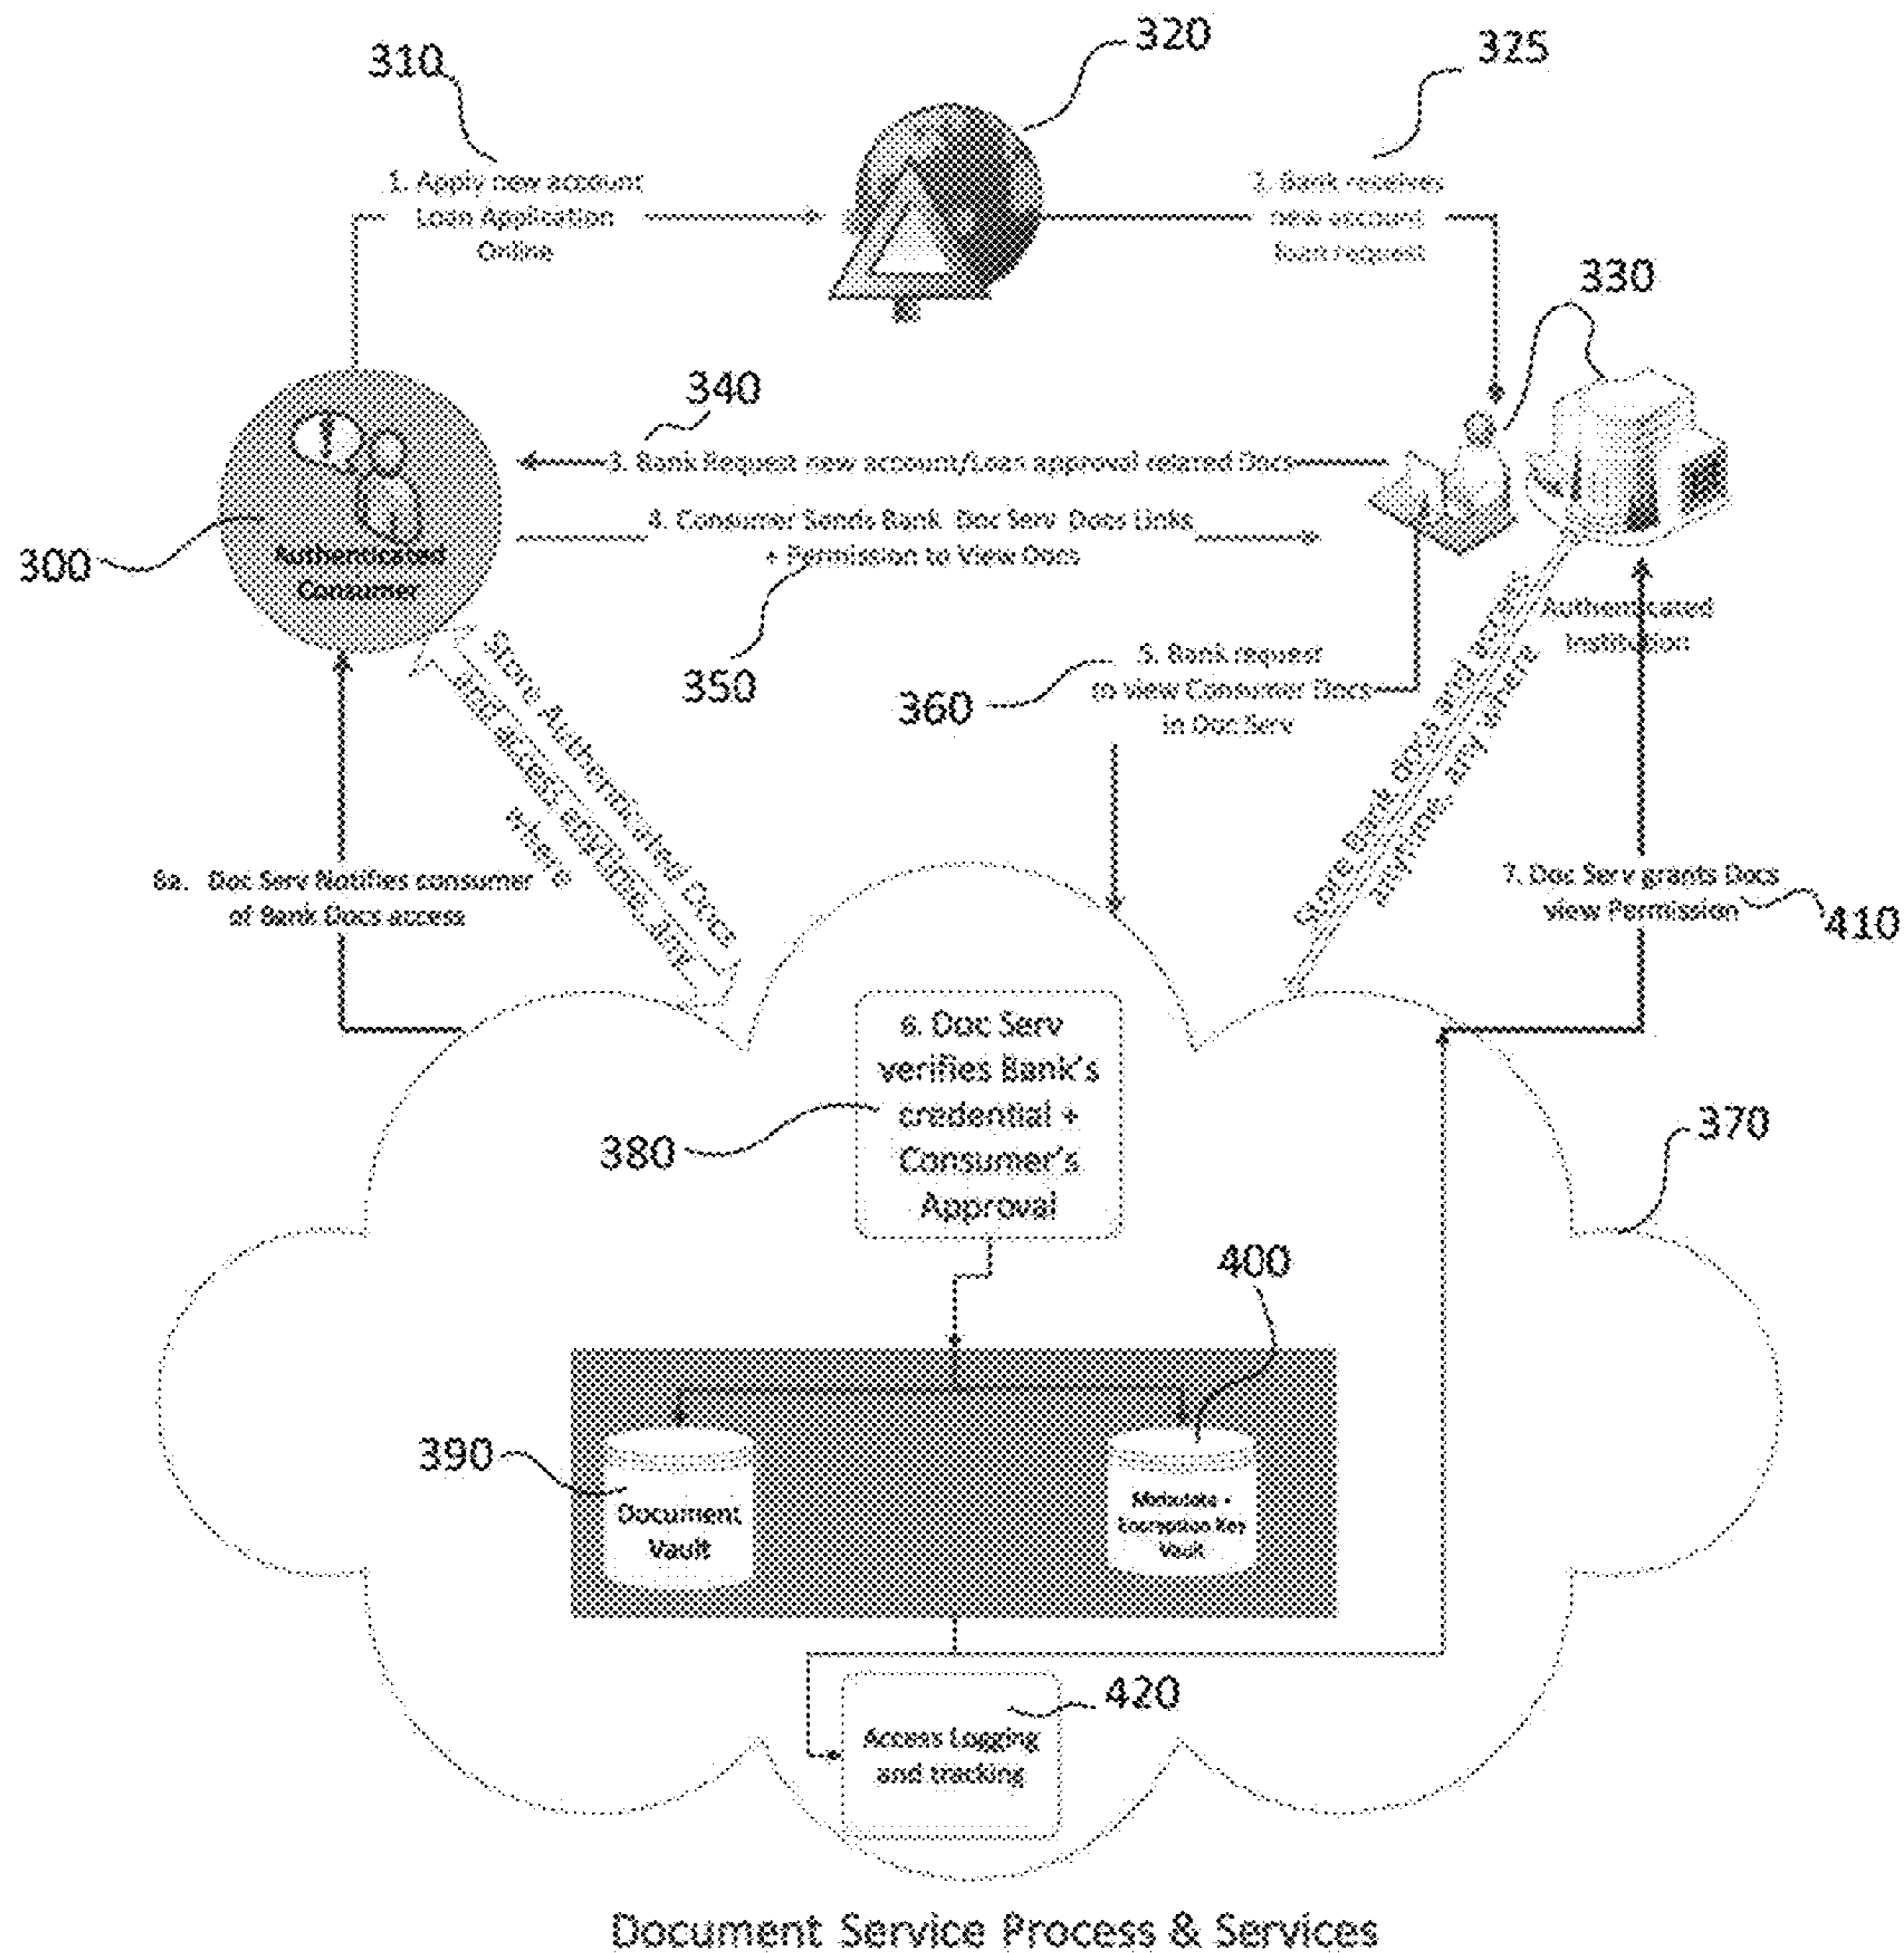 310
320
325
1. Apply new account
Loan Application
Online
2. Bank receives
new account
loan request
330
340
3. Bank Request new account/Loan approval related Docs
4. Consumer Sends Bank Doc Serv Docs Links
+ Permission to View Docs
300
Authenticated
Consumer
350
Authenticated
Institution
360
5. Bank request
to view Consumer Docs
in Doc Serv
Store Authenticated Docs
and access anytime, any
where
Store Bank docs and access
anytime, any where
6a. Doc Serv Notifies consumer
of Bank Docs access
7. Doc Serv grants Docs
view Permission
410
6. Doc Serv
verifies Bank's
credential +
Consumer's
Approval
380
370
400
390
Document
Vault
Metadata +
Encryption Key
Vault
420
Access Logging
and tracking
Document Service Process & Services